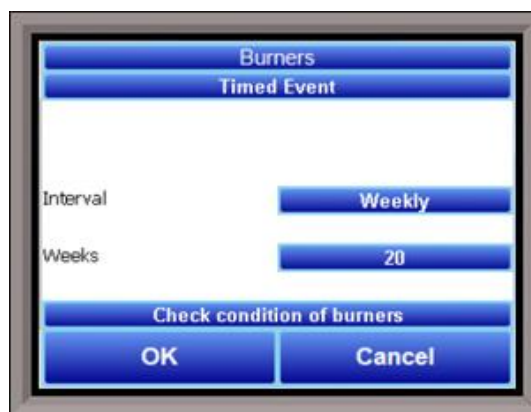 Burners
Timed Event
Interval Weekly
Weeks 20
Check condition of burners
OK Cancel